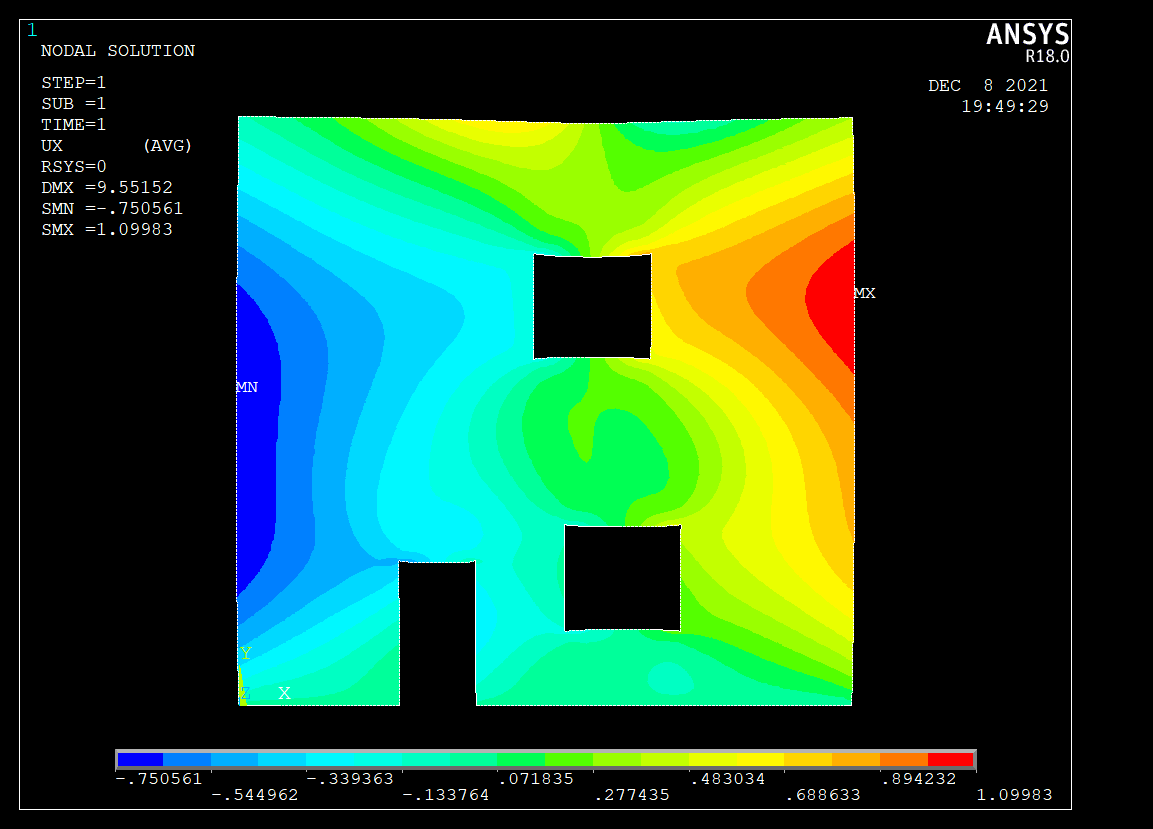 1
ANSYS
R18.0
NODAL SOLUTION
STEP=1
SUB =1
TIME=1
UX (AVG)
RSYS=0
DMX =9.55152
SMN =-.750561
SMX =1.09983
DEC 8 2021
19:49:29
MX
MN
Y
Z X
-.750561 -.339363 .071835 .483034 .894232
-.544962 -.133764 .277435 .688633 1.09983